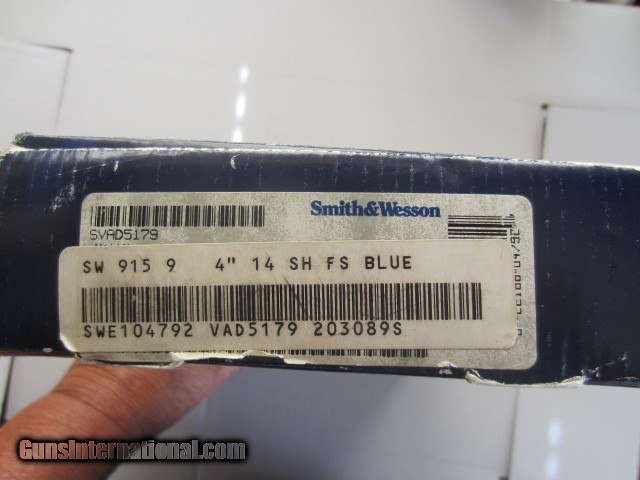 Smith&Wesson
SVAD5179
SW 915 9 4" 14 SH FS BLUE
SWE104792 VAD5179 203089S
GunsInternational.com